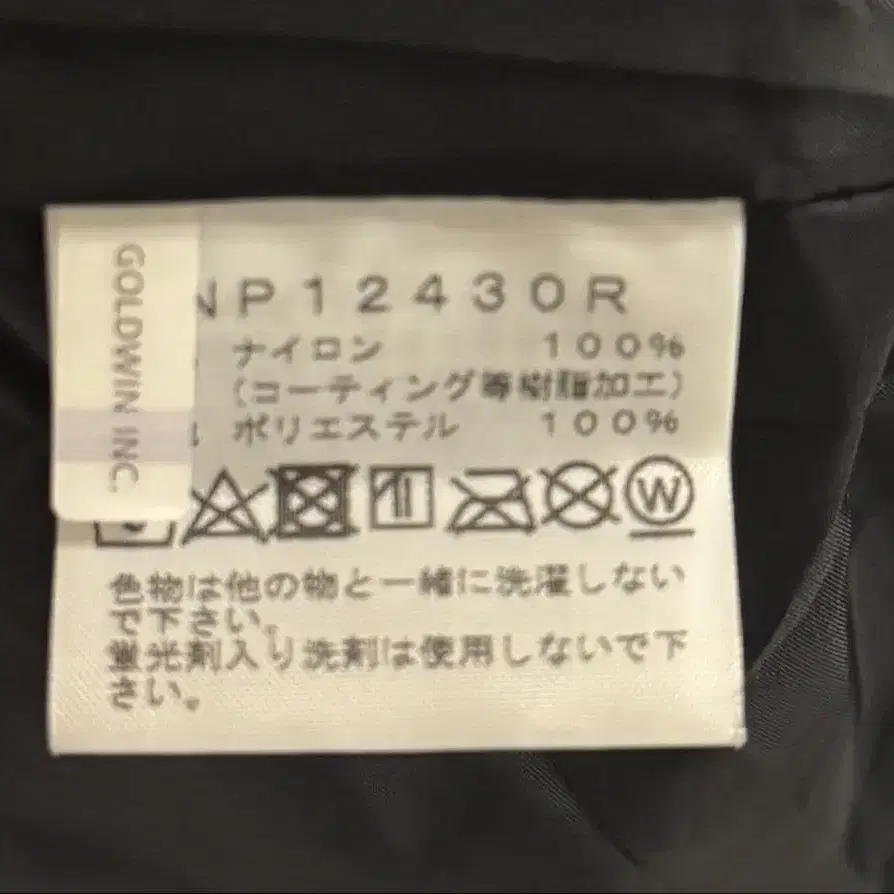 GOLDWIN INC.
NP12430R
ナイロン 100%
(コーティング等樹脂加工)
ポリエステル 100%
W
色物は他の物と一緒に洗濯しない
で下さい。
蛍光剤入り洗剤は使用しないで下
さい。